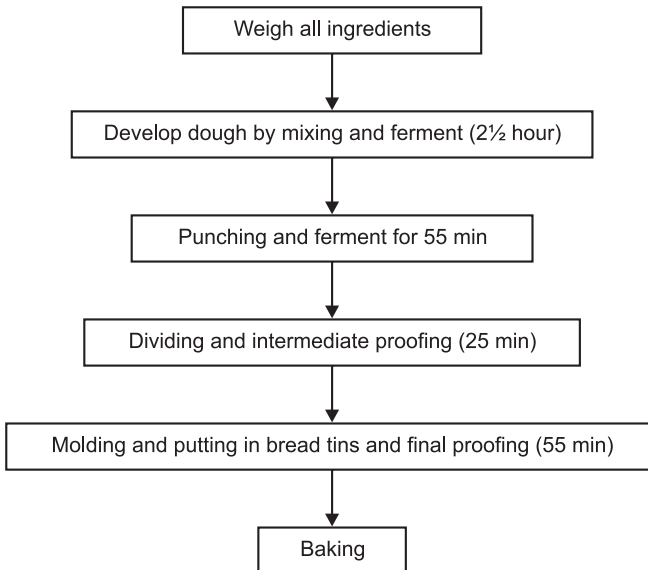 Weigh all ingredients
Develop dough by mixing and ferment (2½ hour)
Punching and ferment for 55 min
Dividing and intermediate proofing (25 min)
Molding and putting in bread tins and final proofing (55 min)
Baking